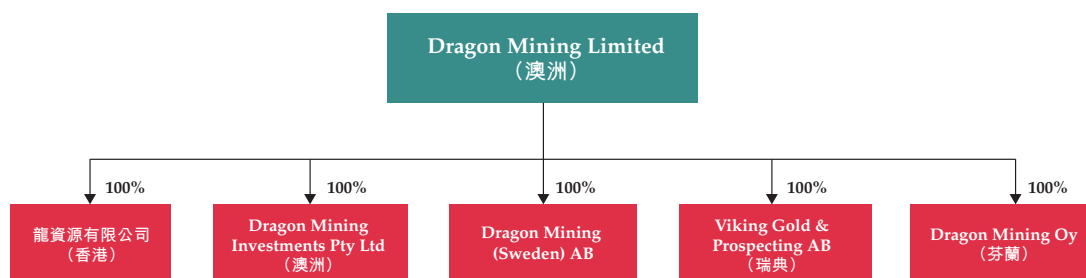 Dragon Mining Limited
（澳洲）
100%
100%
100%
100%
100%
龍資源有限公司
（香港）
Dragon Mining
Investments Pty Ltd
（澳洲）
Dragon Mining
(Sweden) AB
Viking Gold &
Prospecting AB
（瑞典）
Dragon Mining Oy
（芬蘭）